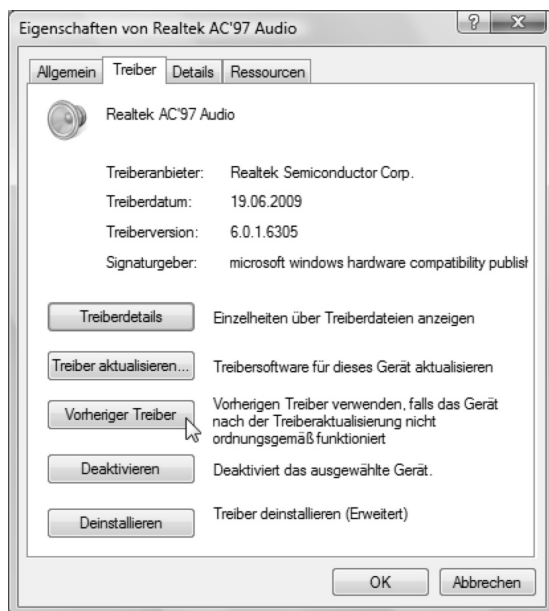 Eigenschaften von Realtek AC'97 Audio
?
X
Allgemein Treiber Details Ressourcen
Realtek AC'97 Audio
Treiberanbieter: Realtek Semiconductor Corp.
Treiberdatum: 19.06.2009
Treiberversion: 6.0.1.6305
Signaturgeber: microsoft windows hardware compatibility publish
Treiberdetails Einzelheiten über Treiberdateien anzeigen
Treiber aktualisieren... Treibersoftware für dieses Gerät aktualisieren
Vorheriger Treiber Vorherigen Treiber verwenden, falls das Gerät
nach der Treiberaktualisierung nicht
ordnungsgemäß funktioniert
Deaktivieren Deaktiviert das ausgewählte Gerät.
Deinstallieren Treiber deinstallieren (Erweitert)
OK Abbrechen